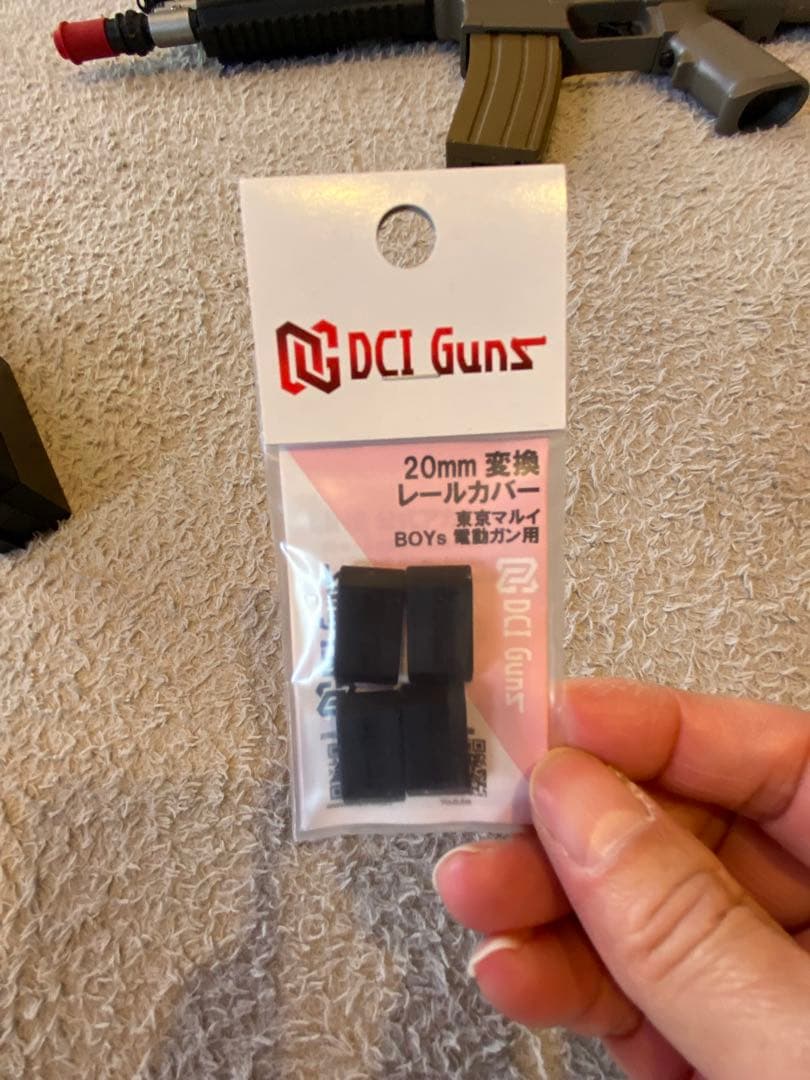 DCI Guns
20mm 変換
レールカバー
東京マルイ
BOYs 電動ガン用
DCI Guns
Youtube